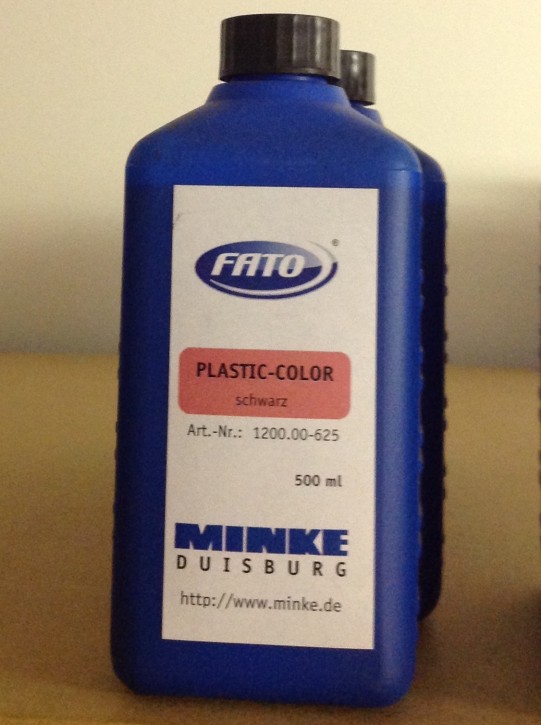 FATO®
PLASTIC-COLOR
schwarz
Art.-Nr.: 1200.00-625
500 ml
MINKE
DUISBURG
http://www.minke.de